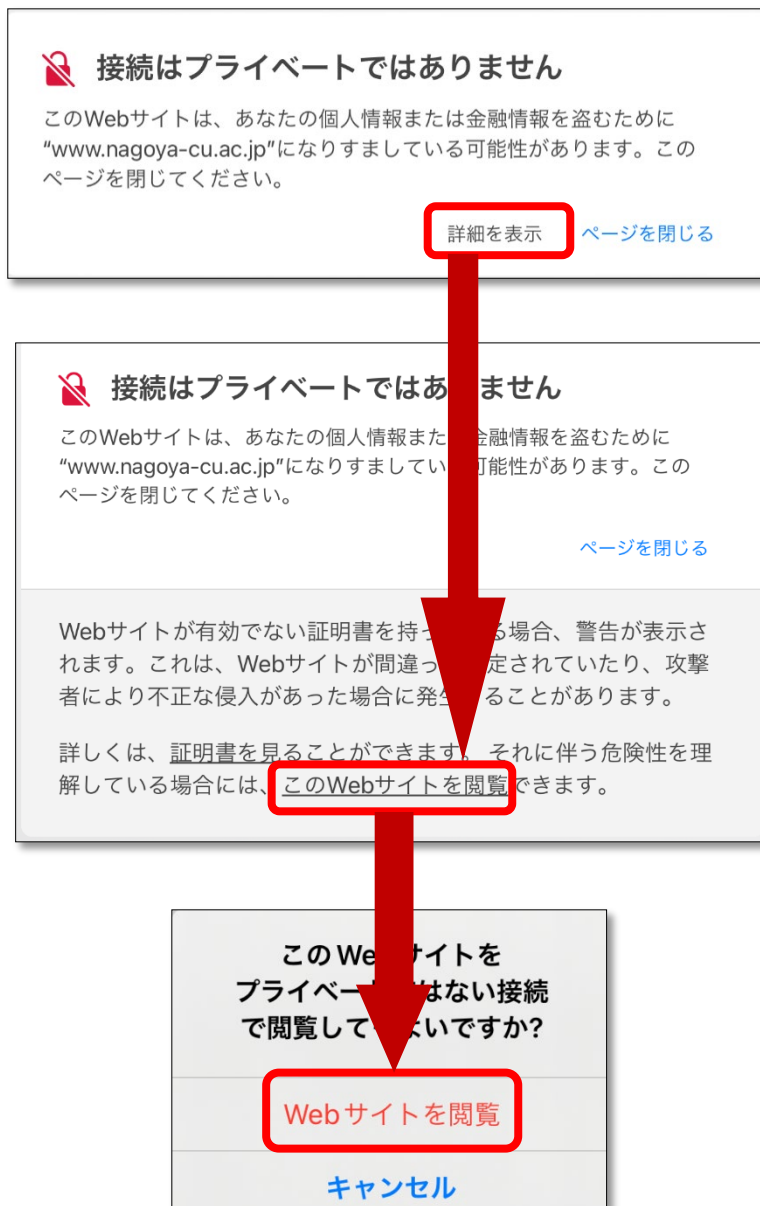 接続はプライベートではありません
このWebサイトは、あなたの個人情報または金融情報を盗むために
“www.nagoya-cu.ac.jp”になりすましている可能性があります。この
ページを閉じてください。
詳細を表示 ページを閉じる
接続はプライベートではあ ません
このWebサイトは、あなたの個人情報また 金融情報を盗むために
“www.nagoya-cu.ac.jp”になりすましてい 可能性があります。この
ページを閉じてください。
ページを閉じる
Webサイトが有効でない証明書を持っ る場合、警告が表示さ
れます。これは、Webサイトが間違っ 定されていたり、攻撃
者により不正な侵入があった場合に発生 ることがあります。
詳しくは、証明書を見ることができます。 それに伴う危険性を理
解している場合には、このWebサイトを閲覧できます。
このWe サイトを
プライベー はない接続
で閲覧して よいですか?
Webサイトを閲覧
キャンセル